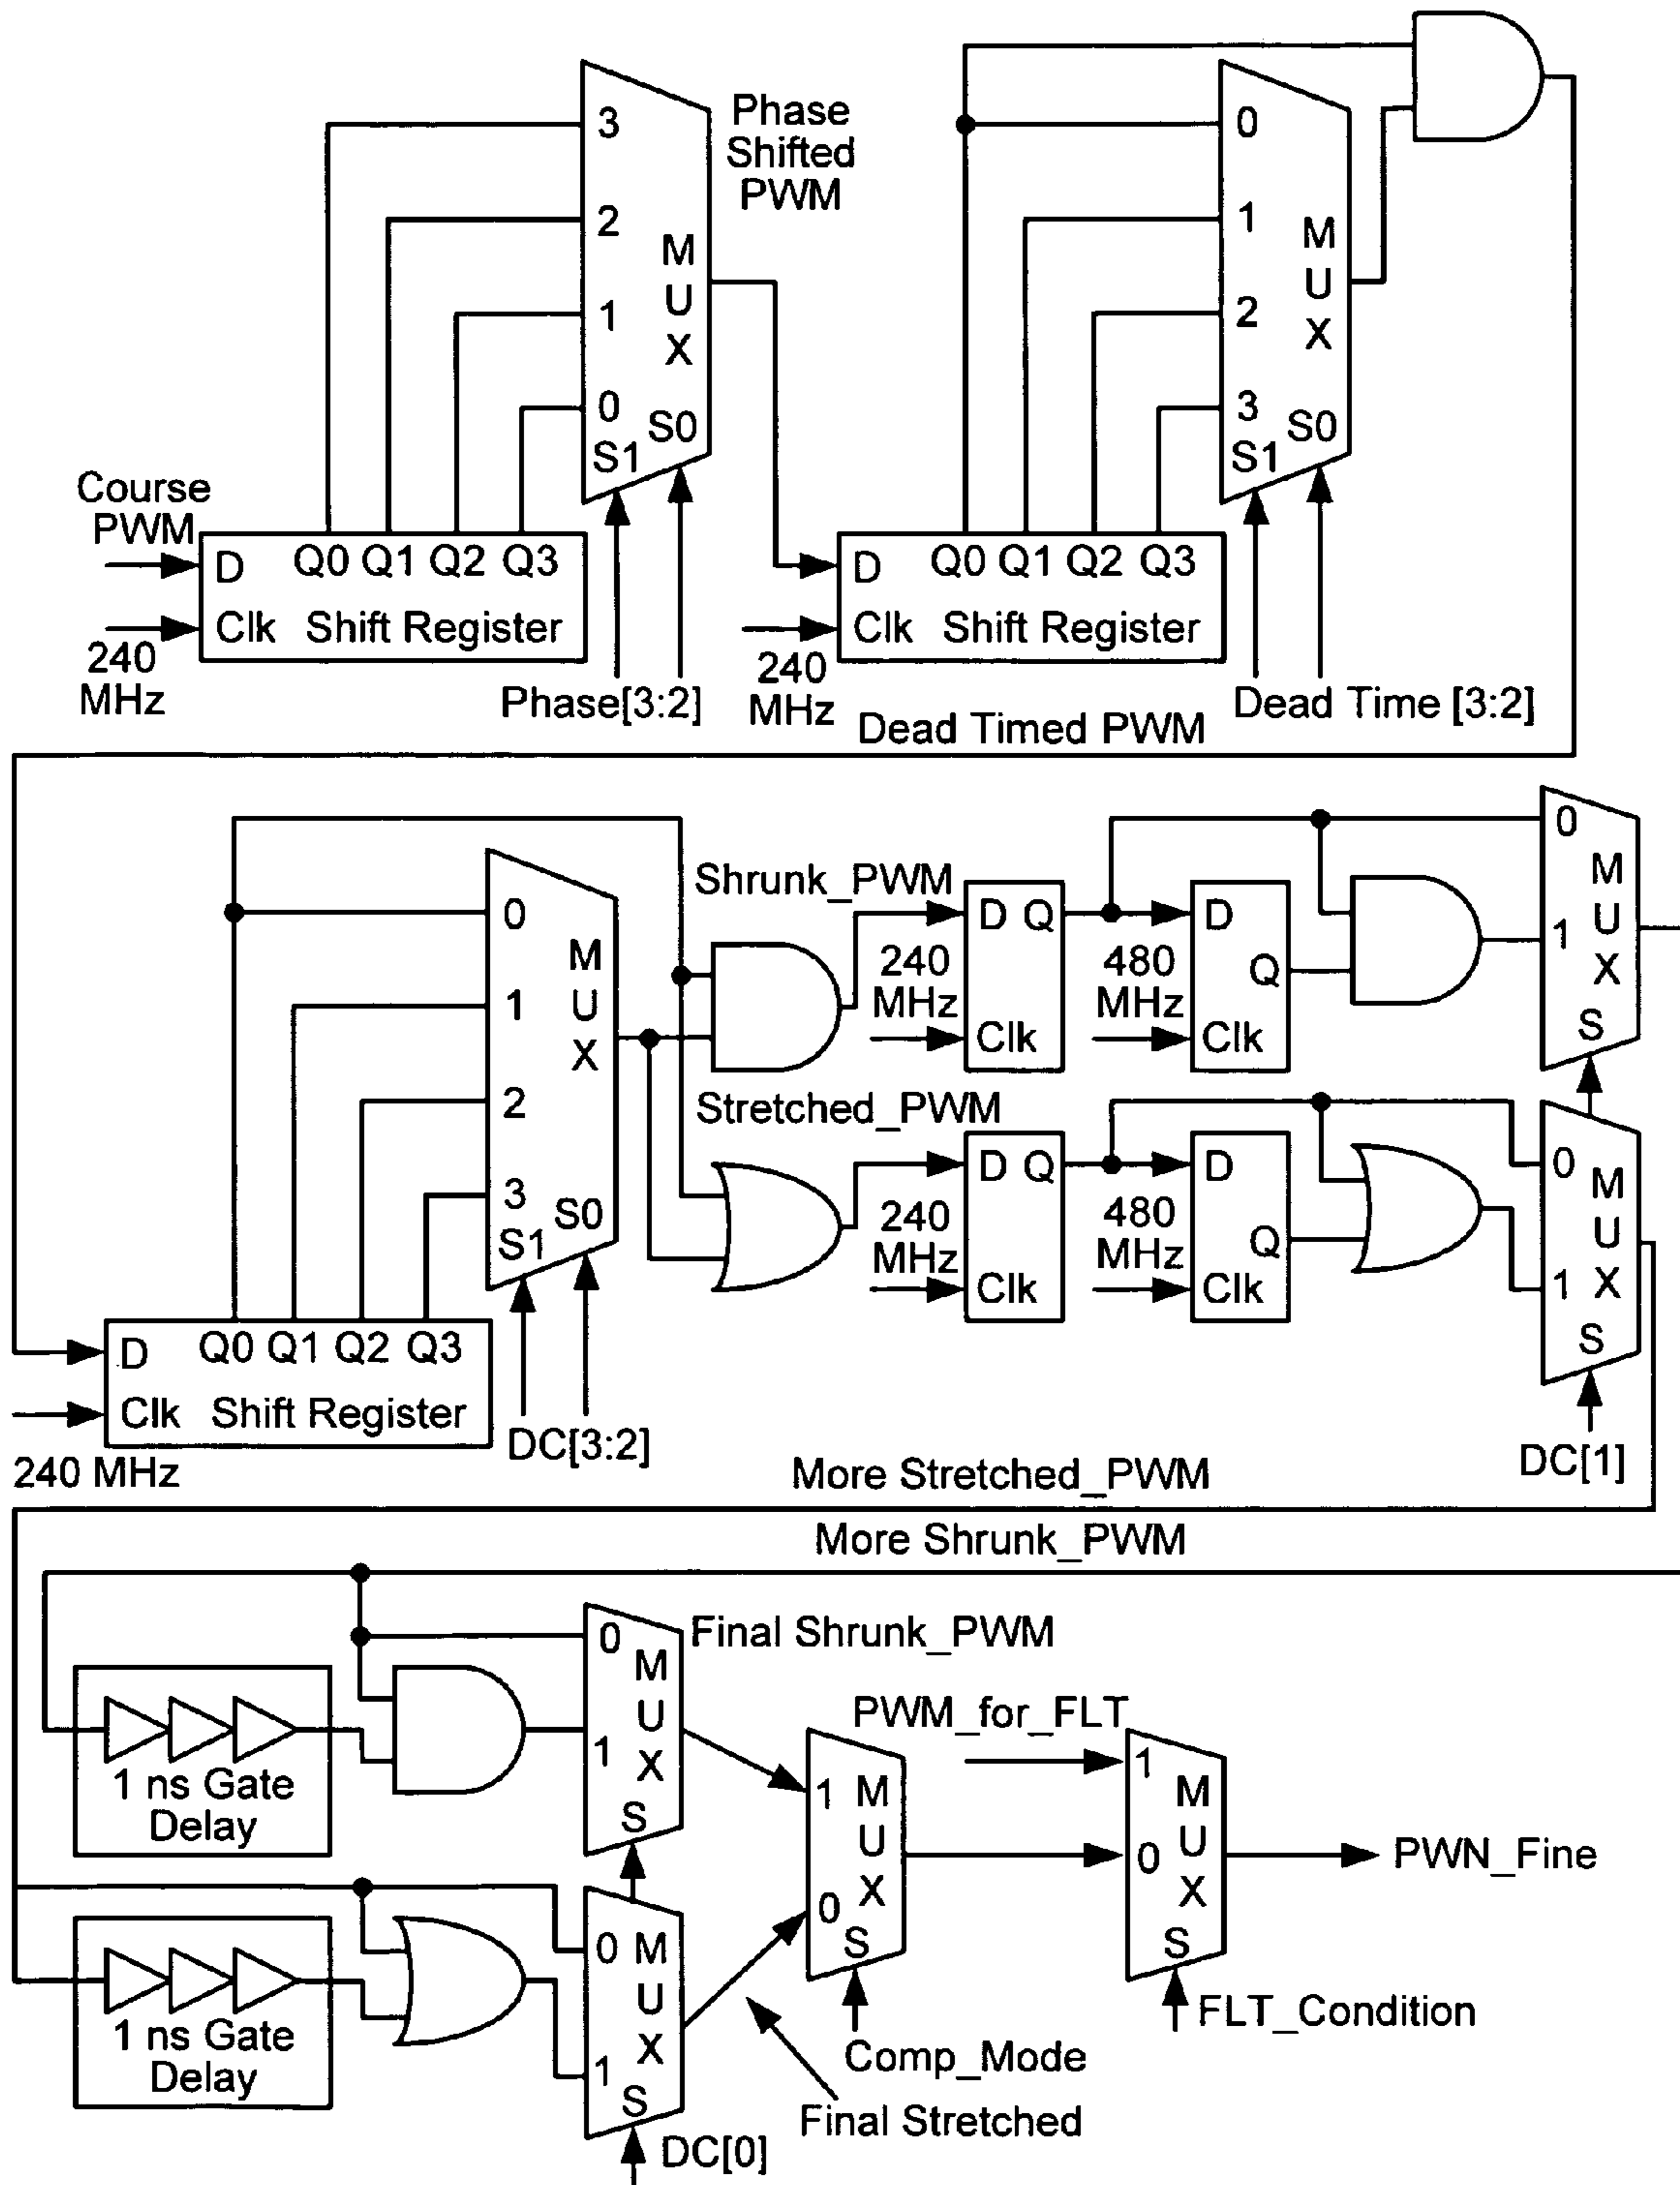 Course
PWM
D Q0 Q1 Q2 Q3
Clk Shift Register
240
MHz
3
2
1
0
M
U
X
S1 S0
Phase[3:2]
Phase
Shifted
PWM
D Q0 Q1 Q2 Q3
Clk Shift Register
240
MHz
0
1
2
3
M
U
X
S1 S0
Dead Time [3:2]
Dead Timed PWM
D Q0 Q1 Q2 Q3
Clk Shift Register
240 MHz
0
1
2
3
M
U
X
S1 S0
DC[3:2]
Shrunk_PWM
D Q
240
MHz
Clk
480
MHz
D
Q
Clk
0
1
M
U
X
S
Stretched_PWM
D Q
240
MHz
Clk
480
MHz
D
Q
Clk
0
1
M
U
X
S
DC[1]
More Stretched_PWM
More Shrunk_PWM
1 ns Gate
Delay
0
1
M
U
X
S
Final Shrunk_PWM
1 ns Gate
Delay
0
1
M
U
X
S
DC[0]
Final Stretched
1
0
M
U
X
S
Comp_Mode
PWM_for_FLT
1
0
M
U
X
S
FLT_Condition
PWN_Fine